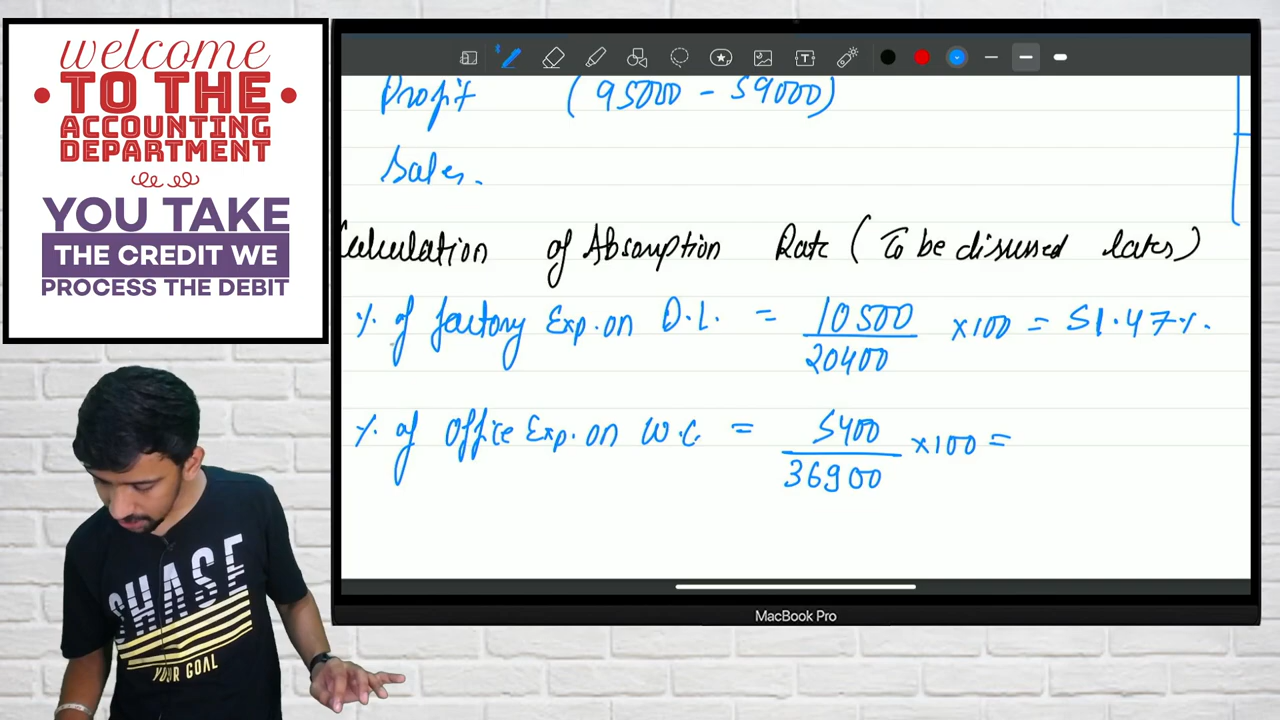 welcome
TO THE
ACCOUNTING
DEPARTMENT
YOU TAKE
THE CREDIT WE
PROCESS THE DEBIT
Profit (95000 - 59000)
Sales.
Calculation of Absorption Rate (To be discussed later)
% of factory Exp. on D.L. = 10500 / 20400 ×100 = 51.47%.
% of Office Exp. on W.C. = 5400 / 36900 ×100 =
MacBook Pro
CHASE
YOUR GOAL